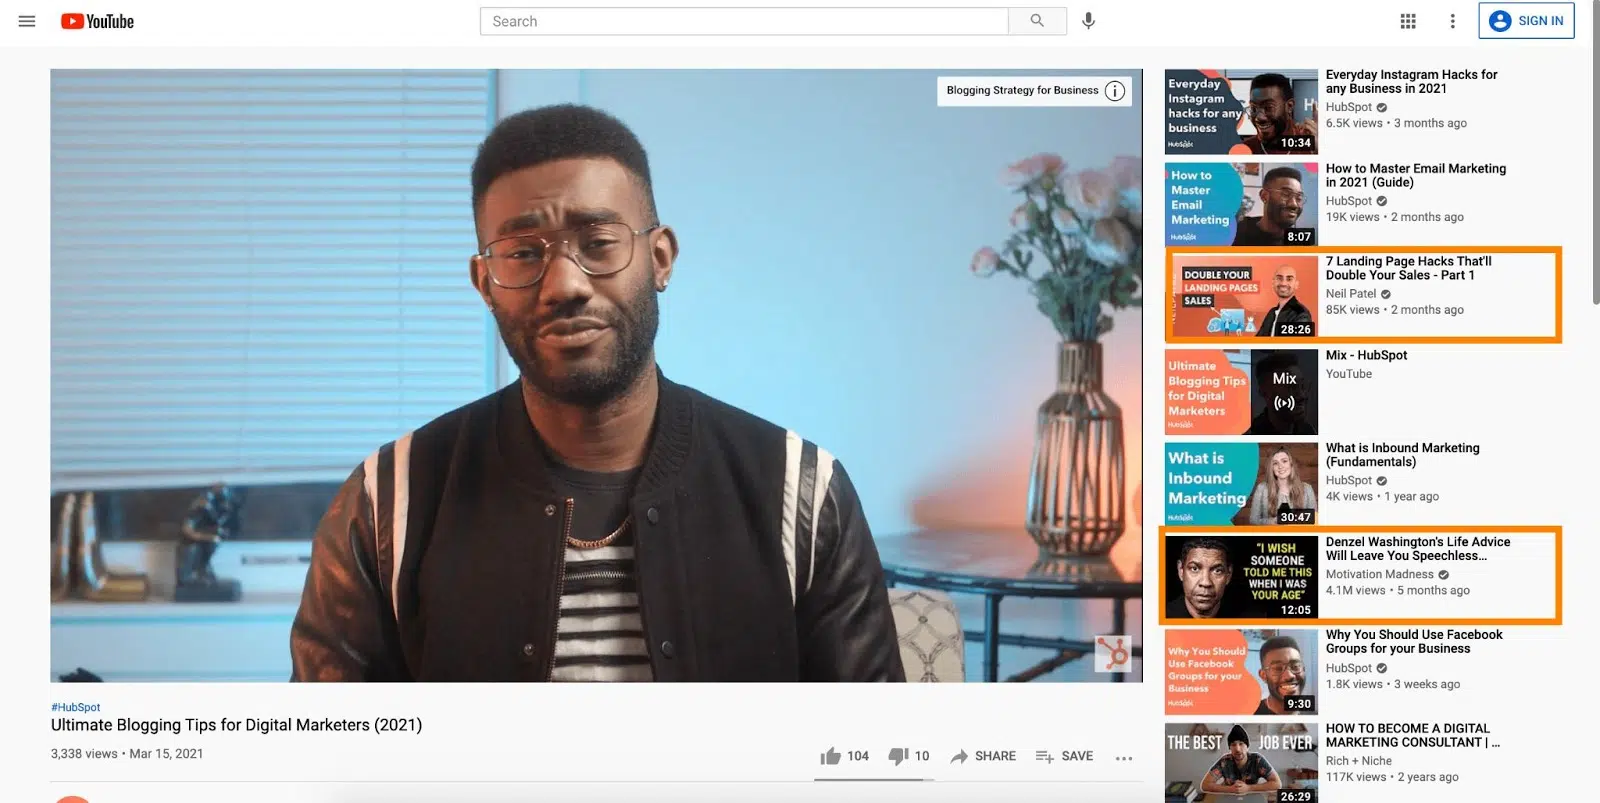 YouTube
Search
SIGN IN
Blogging Strategy for Business
#HubSpot
Ultimate Blogging Tips for Digital Marketers (2021)
3,338 views • Mar 15, 2021
104
10
SHARE
SAVE
Everyday
Instagram
hacks for any
business
HubSpot
10:34
Everyday Instagram Hacks for
any Business in 2021
HubSpot
6.5K views • 3 months ago
How to
Master
Email
Marketing
HubSpot
8:07
How to Master Email Marketing
in 2021 (Guide)
HubSpot
19K views • 2 months ago
DOUBLE YOUR
LANDING PAGES
SALES
28:26
7 Landing Page Hacks That'll
Double Your Sales - Part 1
Neil Patel
85K views • 2 months ago
Ultimate
Blogging Tips
for Digital
Marketers
HubSpot
Mix
Mix - HubSpot
YouTube
What is
Inbound
Marketing
HubSpot
30:47
What is Inbound Marketing
(Fundamentals)
HubSpot
4K views • 1 year ago
"I WISH
SOMEONE
TOLD ME THIS
WHEN I WAS
YOUR AGE"
12:05
Denzel Washington's Life Advice
Will Leave You Speechless...
Motivation Madness
4.1M views • 5 months ago
Why You Should
Use Facebook
Groups for your
Business
HubSpot
9:30
Why You Should Use Facebook
Groups for your Business
HubSpot
1.8K views • 3 weeks ago
THE BEST JOB EVER
26:29
HOW TO BECOME A DIGITAL
MARKETING CONSULTANT | ...
Rich + Niche
117K views • 2 years ago